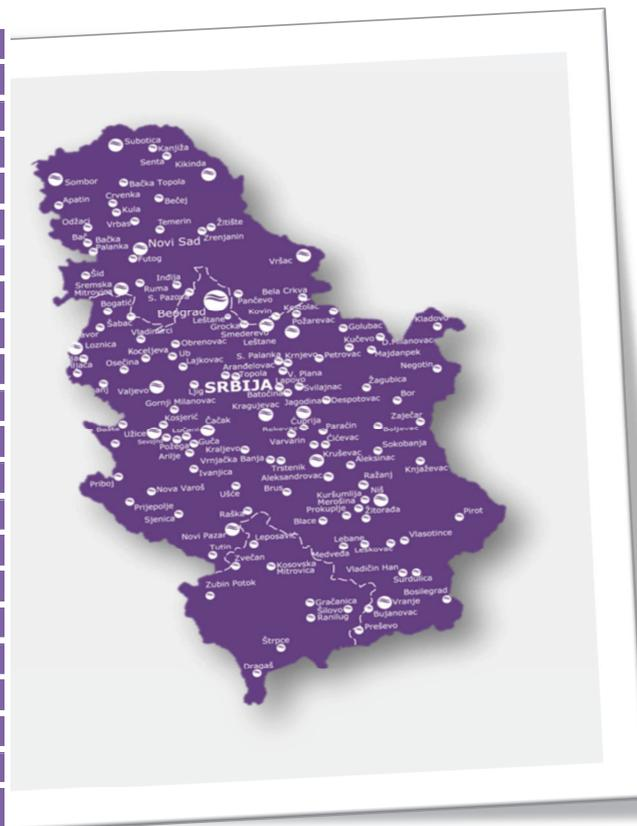 Subotica
Kanjiža
Senta
Kikinda
Sombor
Bačka Topola
Apatin
Crvenka
Bečej
Kula
Odžaci
Vrbas
Temerin
Žitište
Zrenjanin
Bač
Bačka
Palanka
Novi Sad
Futog
Vršac
Šid
Inđija
Sremska
Mitrovica
Ruma
S. Pazova
Pančevo
Bela Crkva
Bogatić
Beograd
Kovin
Kostolac
Šabac
Leštane
Grocka
Požarevac
Golubac
Kladovo
Vladimirci
Smederevo
Loznica
Obrenovac
Leštane
Kučevo
D.Milanovac
Koceljeva
Ub
S. Palanka
Krnjevo
Petrovac
Majdanpek
Osečina
Lajkovac
Aranđelovac
Negotin
Topola
V. Plana
Valjevo
Ljig
SRBIJA
Lapovo
Svilajnac
Žagubica
Batočina
Gornji Milanovac
Kragujevac
Jagodina
Despotovac
Bor
Kosjerić
Čačak
Ćuprija
Paraćin
Zaječar
Boljevac
Užice
Lučani
Požega
Guča
Varvarin
Ćićevac
Sokobanja
Arilje
Kraljevo
Vrnjačka Banja
Kruševac
Aleksinac
Ivanjica
Trstenik
Knjaževac
Priboj
Aleksandrovac
Ražanj
Nova Varoš
Ušće
Brus
Kuršumlija
Niš
Merošina
Prijepolje
Raška
Prokuplje
Žitorađa
Pirot
Sjenica
Blace
Novi Pazar
Leposavić
Lebane
Vlasotince
Tutin
Medveđa
Leskovac
Zvečan
Kosovska
Mitrovica
Vladičin Han
Zubin Potok
Surdulica
Bosilegrad
Gračanica
Vranje
Šilovo
Bujanovac
Ranilug
Preševo
Štrpce
Dragaš